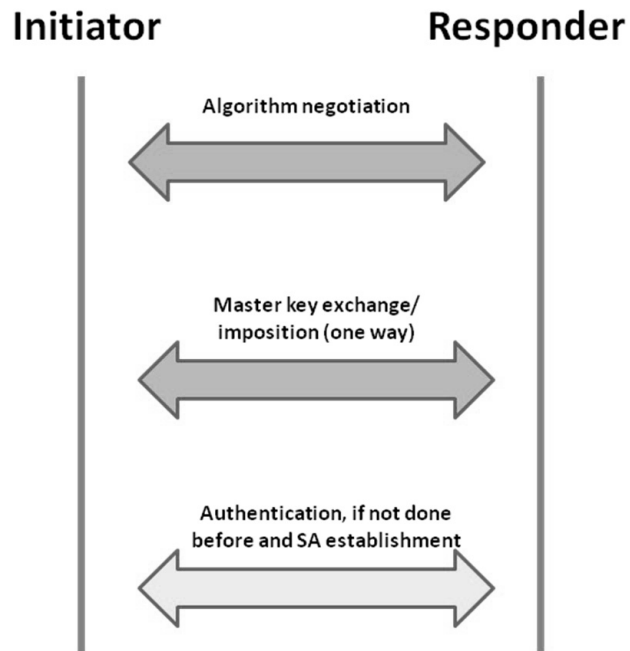 Initiator
Responder
Algorithm negotiation
Master key exchange/
imposition (one way)
Authentication, if not done
before and SA establishment